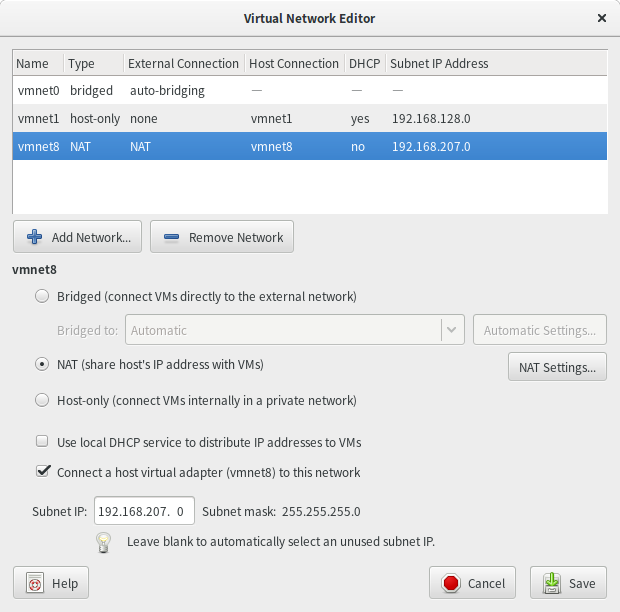 Virtual Network Editor
Name Type External Connection Host Connection DHCP Subnet IP Address
vmnet0 bridged auto-bridging — — —
vmnet1 host-only none vmnet1 yes 192.168.128.0
vmnet8 NAT NAT vmnet8 no 192.168.207.0
Add Network... Remove Network
vmnet8
Bridged (connect VMs directly to the external network)
Bridged to: Automatic Automatic Settings...
NAT (share host's IP address with VMs) NAT Settings...
Host-only (connect VMs internally in a private network)
Use local DHCP service to distribute IP addresses to VMs
Connect a host virtual adapter (vmnet8) to this network
Subnet IP: 192.168.207. 0 Subnet mask: 255.255.255.0
Leave blank to automatically select an unused subnet IP.
Help Cancel Save